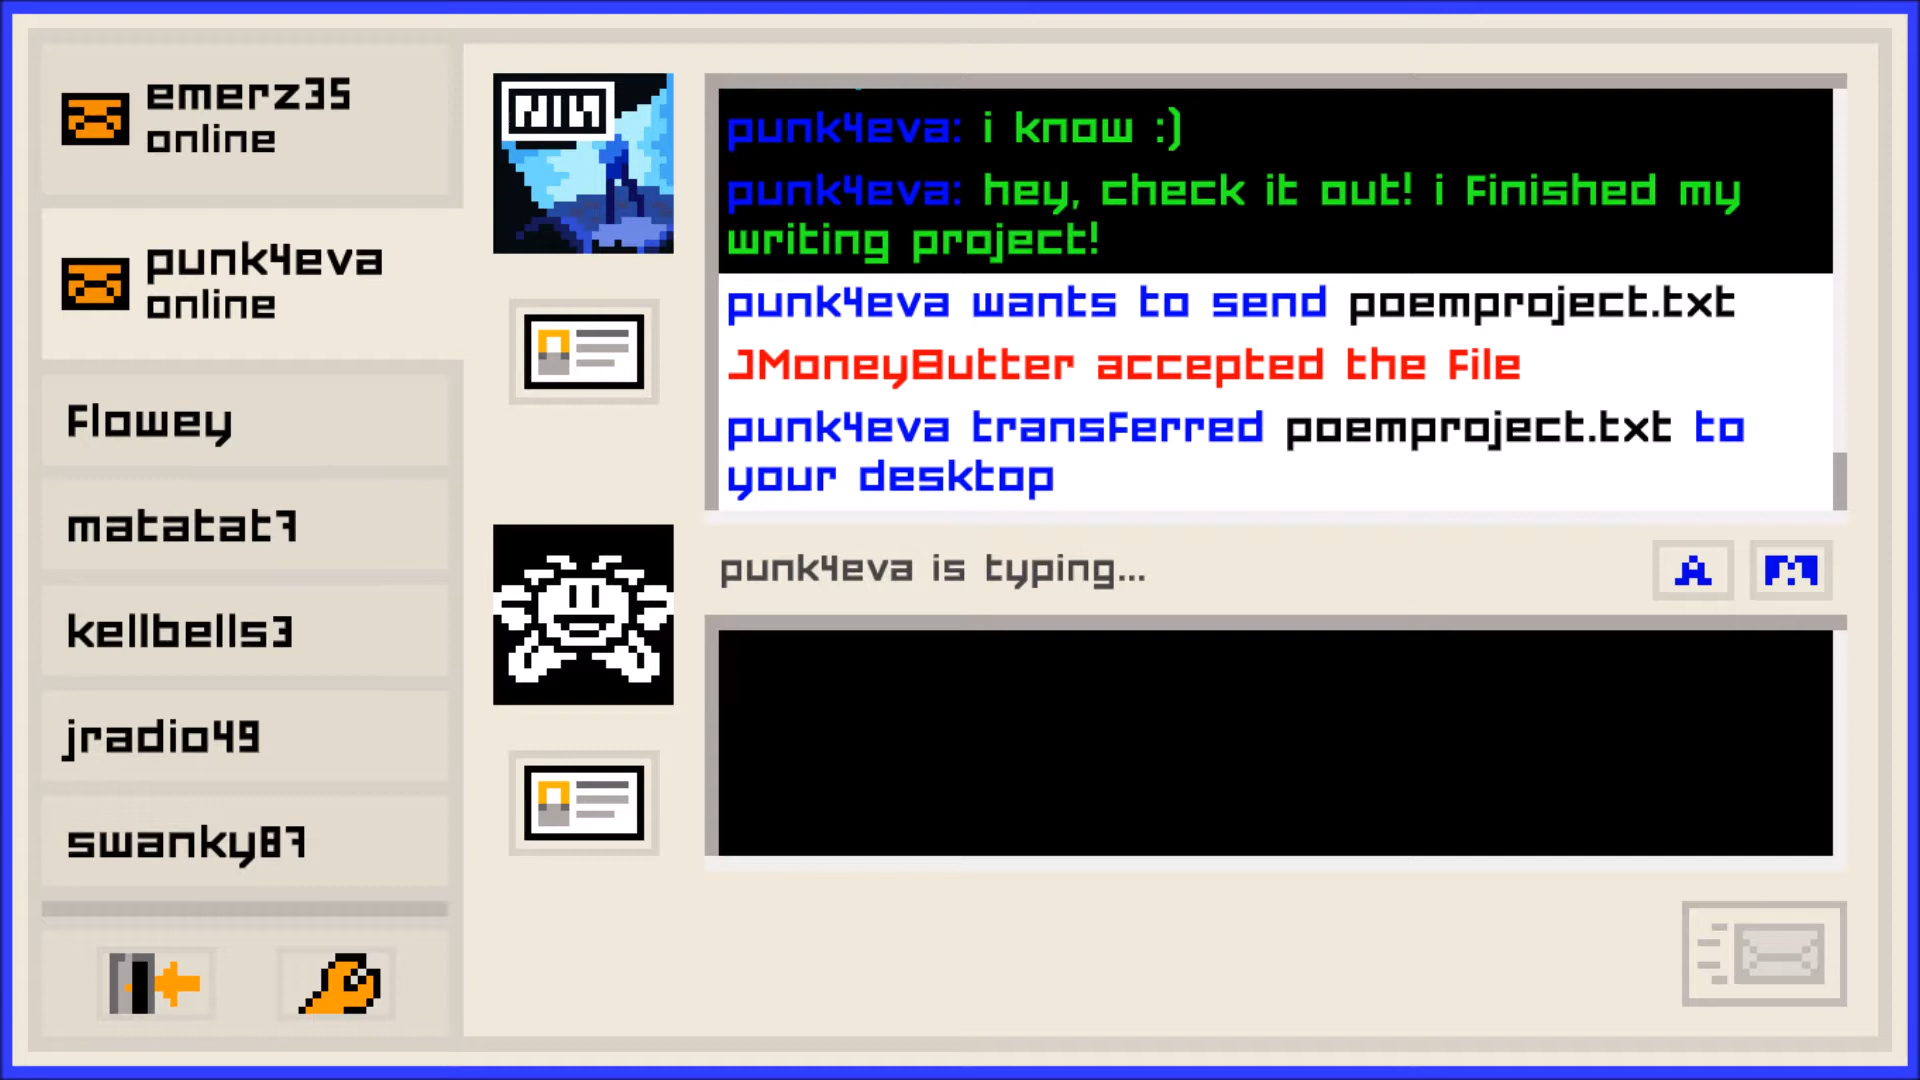 emerz35
online
punk4eva
online
Flowey
matatat7
kellbells3
jradio49
swanky87
NIN
punk4eva: i know :)
punk4eva: hey, check it out! i finished my
writing project!
punk4eva wants to send poemproject.txt
JMoneyButter accepted the file
punk4eva transferred poemproject.txt to
your desktop
punk4eva is typing...
A